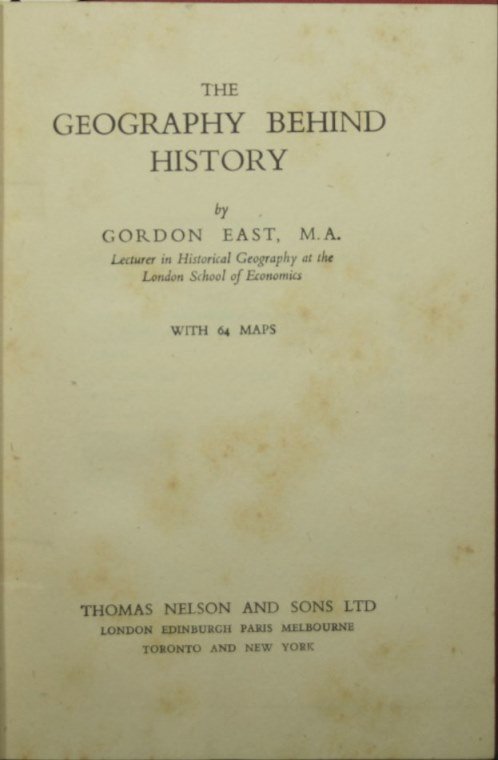 THE
GEOGRAPHY BEHIND
HISTORY
by
GORDON EAST, M.A.
Lecturer in Historical Geography at the
London School of Economics
WITH 64 MAPS
THOMAS NELSON AND SONS LTD
LONDON EDINBURGH PARIS MELBOURNE
TORONTO AND NEW YORK